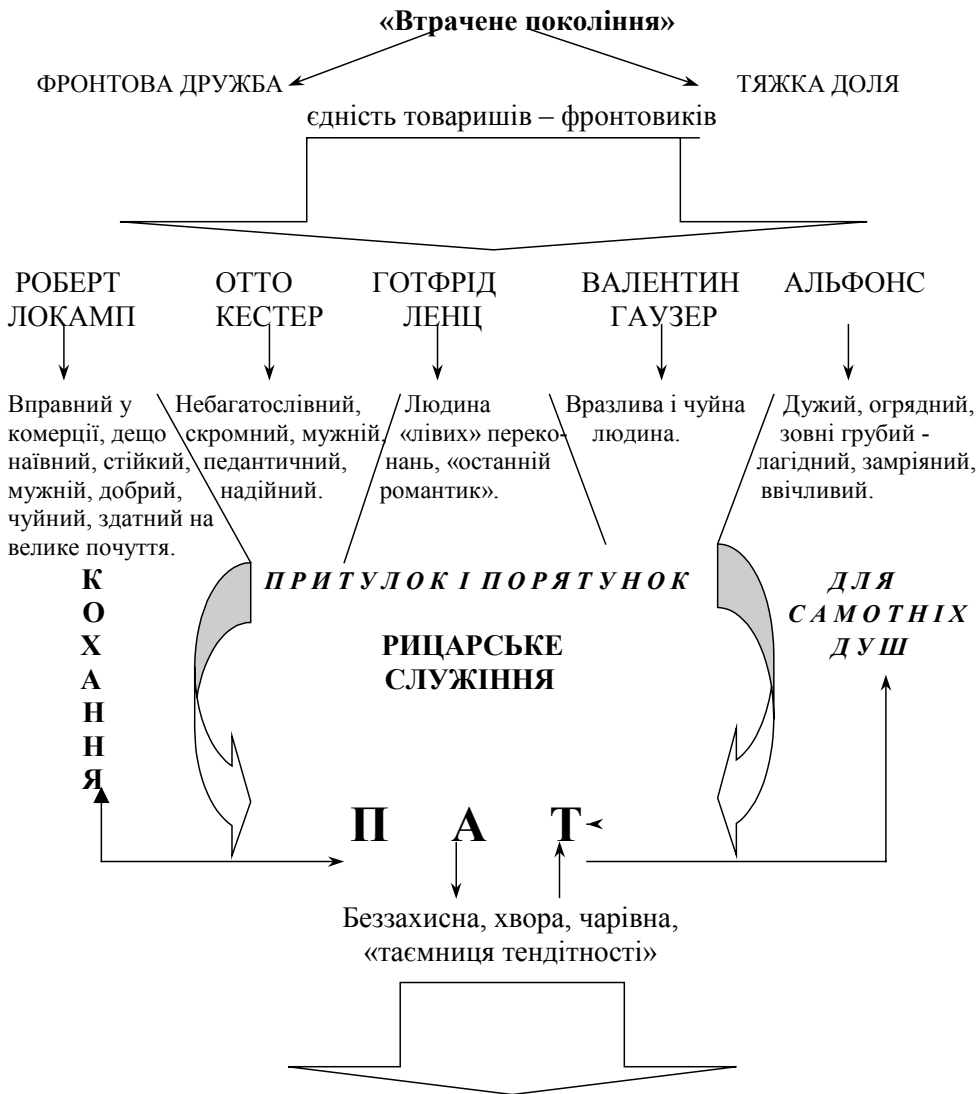 «Втрачене покоління»
ФРОНТОВА ДРУЖБА
ТЯЖКА ДОЛЯ
єдність товаришів – фронтовиків
РОБЕРТ
ЛОКАМП
ОТТО
КЕСТЕР
ГОТФРІД
ЛЕНЦ
ВАЛЕНТИН
ГАУЗЕР
АЛЬФОНС
Вправний у
комерції, дещо
наївний, стійкий,
мужній, добрий,
чуйний, здатний на
велике почуття.
Небагатослівний,
скромний, мужній,
педантичний,
надійний.
Людина
«лівих» переко-
нань, «останній
романтик».
Вразлива і чуйна
людина.
Дужий, огрядний,
зовні грубий -
лагідний, замріяний,
ввічливий.
К
О
Х
А
Н
Н
Я
П Р И Т У Л О К І П О Р Я Т У Н О К
Д Л Я
С А М О Т Н І Х
Д У Ш
РИЦАРСЬКЕ
СЛУЖІННЯ
П А Т
Беззахисна, хвора, чарівна,
«таємниця тендітності»